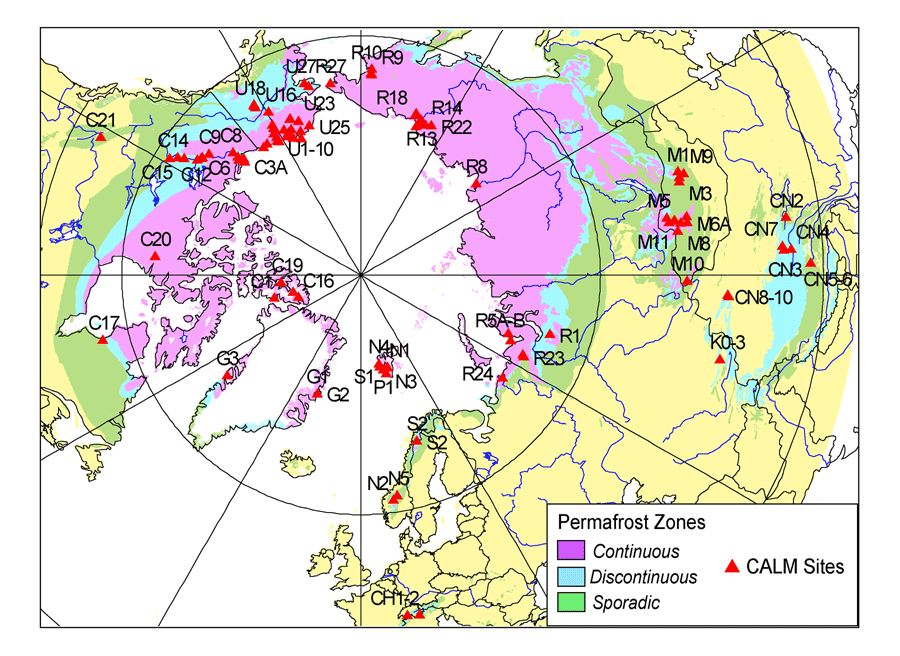 R10
R9
U27
R27
U18
U16
U23
R18
R14
C21
U25
R13
R22
C14
C9
C8
U1-10
C15
C12
C6
C3A
M1
M9
R8
M3
CN2
M5
M6A
CN7
CN4
M11
M8
C20
M10
CN3
C19
CN5-6
C1
C16
CN8-10
C17
R5A-B
R1
N4
N1
K0-3
G3
R23
S1
N3
R24
G1
P1
G2
S2
S2
N2
N5
Permafrost Zones
Continuous
Discontinuous
Sporadic
CALM Sites
CH1-2